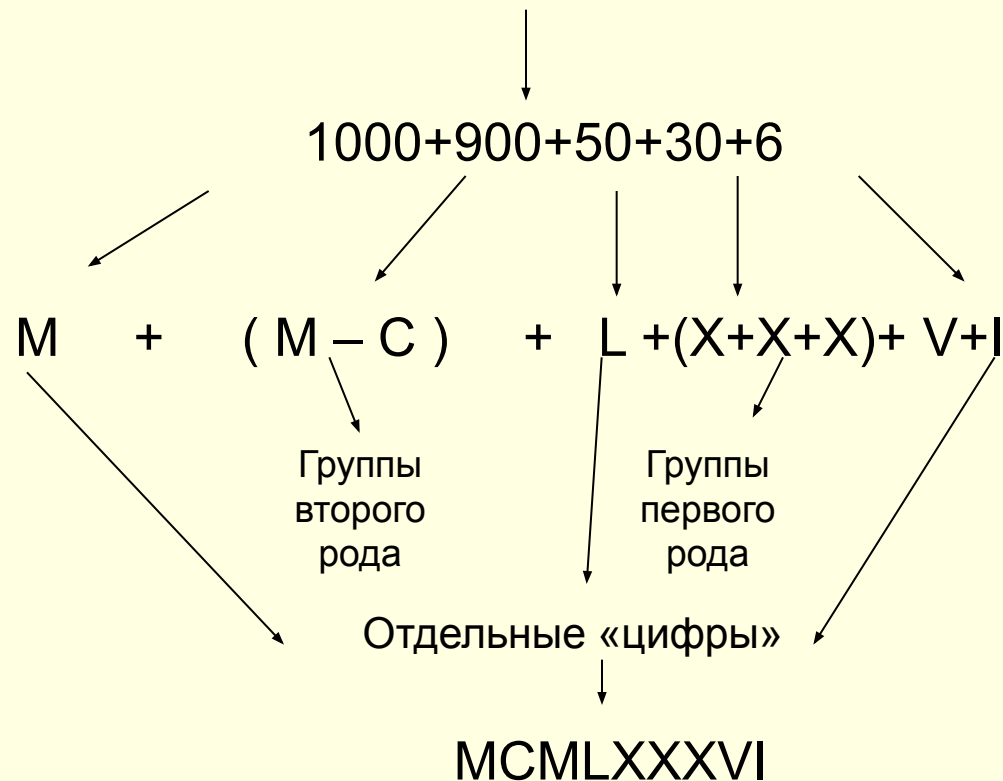 1000+900+50+30+6
M + ( M – C ) + L +(X+X+X)+ V+I
Группы
второго
рода
Группы
первого
рода
Отдельные «цифры»
MCMLXXXVI